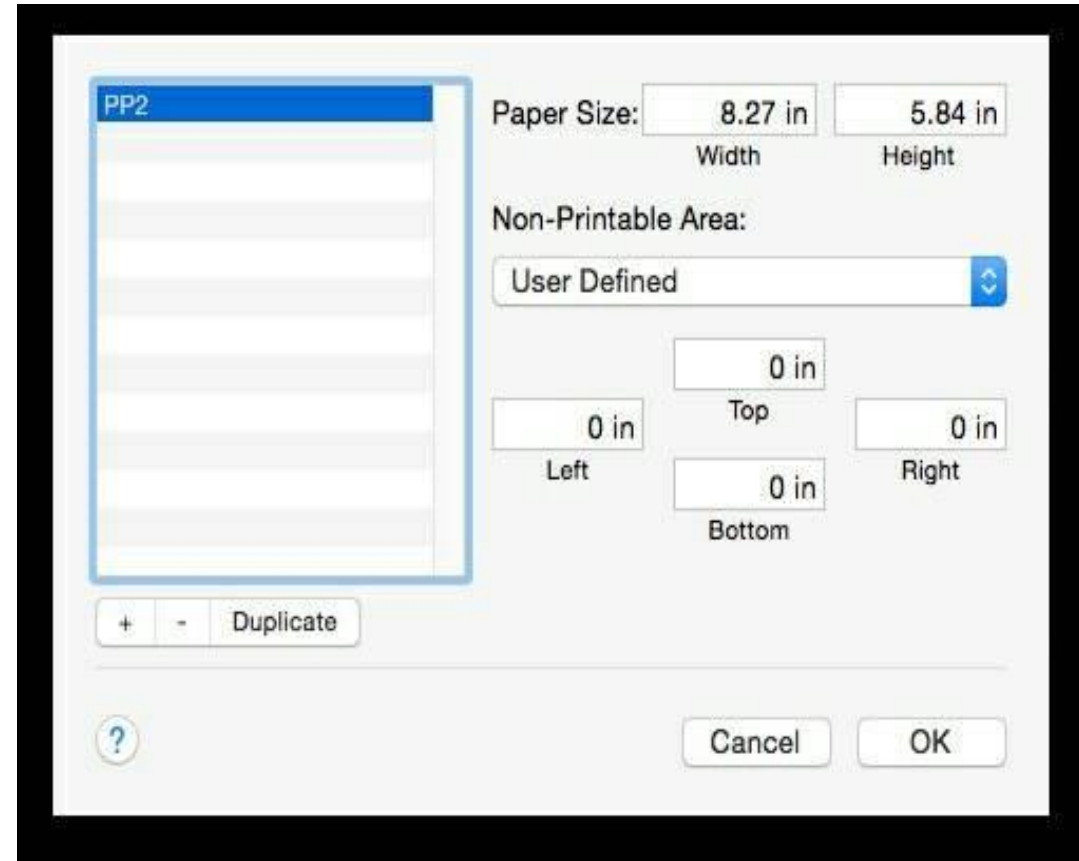 PP2
Paper Size: 8.27 in 5.84 in
Width Height
Non-Printable Area:
User Defined
0 in
Top
0 in 0 in
Left Right
0 in
Bottom
+ - Duplicate
? Cancel OK